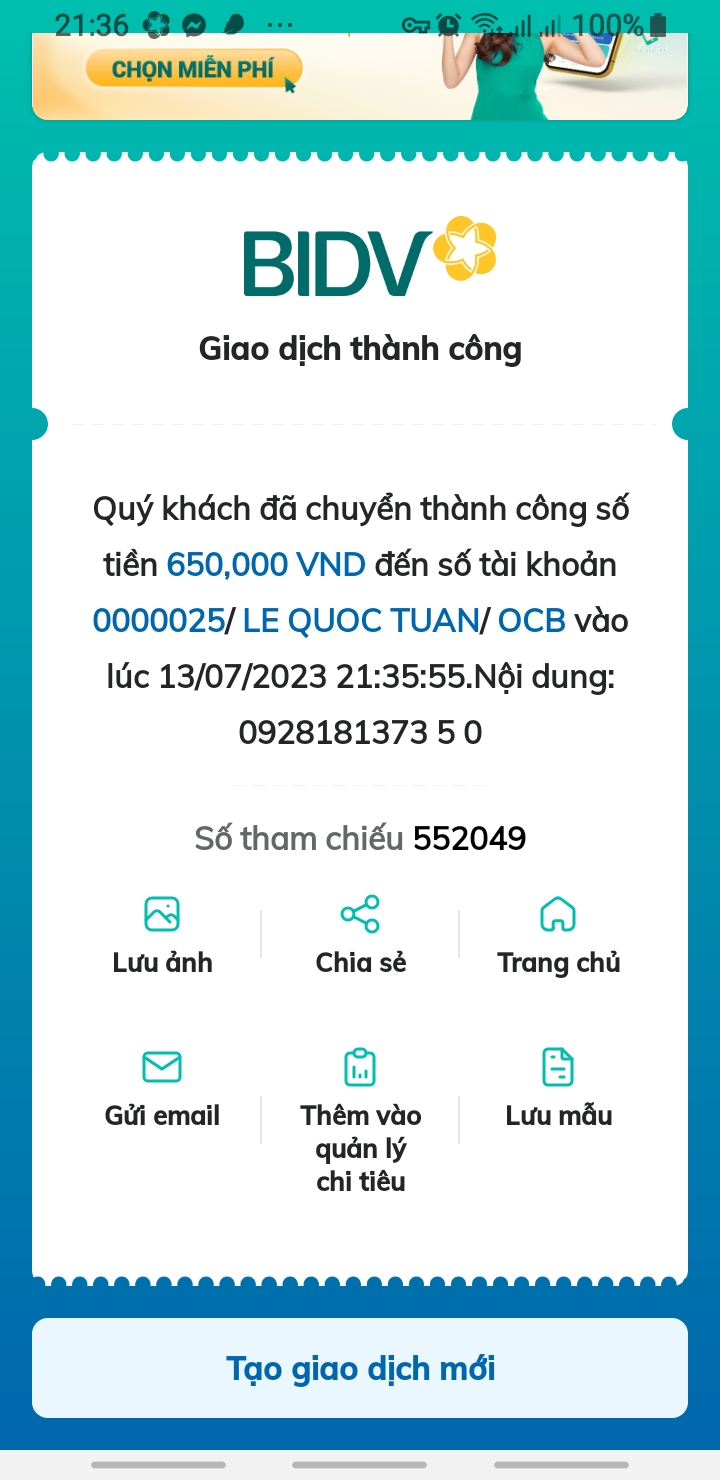 21:36 ... 100%
CHỌN MIỄN PHÍ
BIDV
Giao dịch thành công
Quý khách đã chuyển thành công số
tiền 650,000 VND đến số tài khoản
0000025/ LE QUOC TUAN/ OCB vào
lúc 13/07/2023 21:35:55.Nội dung:
0928181373 5 0
Số tham chiếu 552049
Lưu ảnh Chia sẻ Trang chủ
Gửi email Thêm vào Lưu mẫu
quản lý
chi tiêu
Tạo giao dịch mới